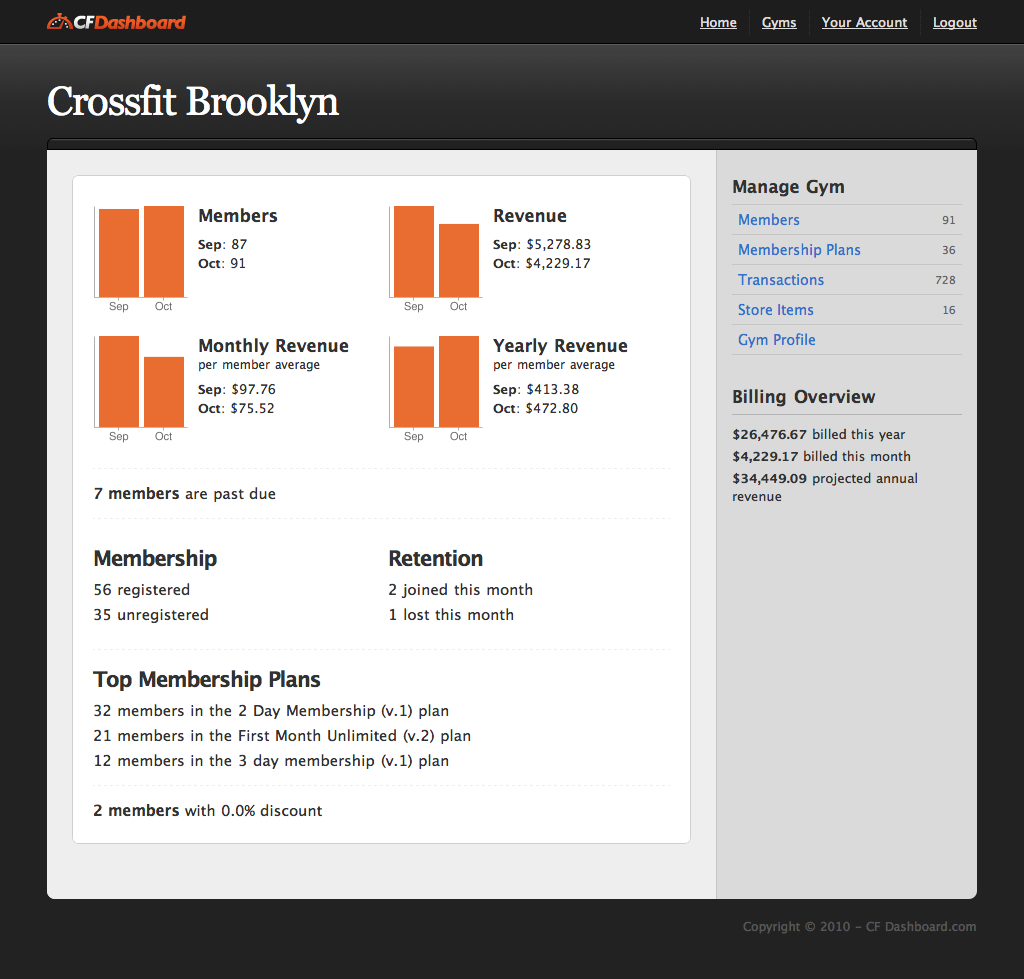 CFDashboard
Home Gyms Your Account Logout
Crossfit Brooklyn
Members
Sep: 87
Oct: 91
Sep Oct
Revenue
Sep: $5,278.83
Oct: $4,229.17
Sep Oct
Monthly Revenue
per member average
Sep: $97.76
Oct: $75.52
Sep Oct
Yearly Revenue
per member average
Sep: $413.38
Oct: $472.80
Sep Oct
7 members are past due
Membership
56 registered
35 unregistered
Retention
2 joined this month
1 lost this month
Top Membership Plans
32 members in the 2 Day Membership (v.1) plan
21 members in the First Month Unlimited (v.2) plan
12 members in the 3 day membership (v.1) plan
2 members with 0.0% discount
Manage Gym
Members 91
Membership Plans 36
Transactions 728
Store Items 16
Gym Profile
Billing Overview
$26,476.67 billed this year
$4,229.17 billed this month
$34,449.09 projected annual
revenue
Copyright © 2010 - CF Dashboard.com